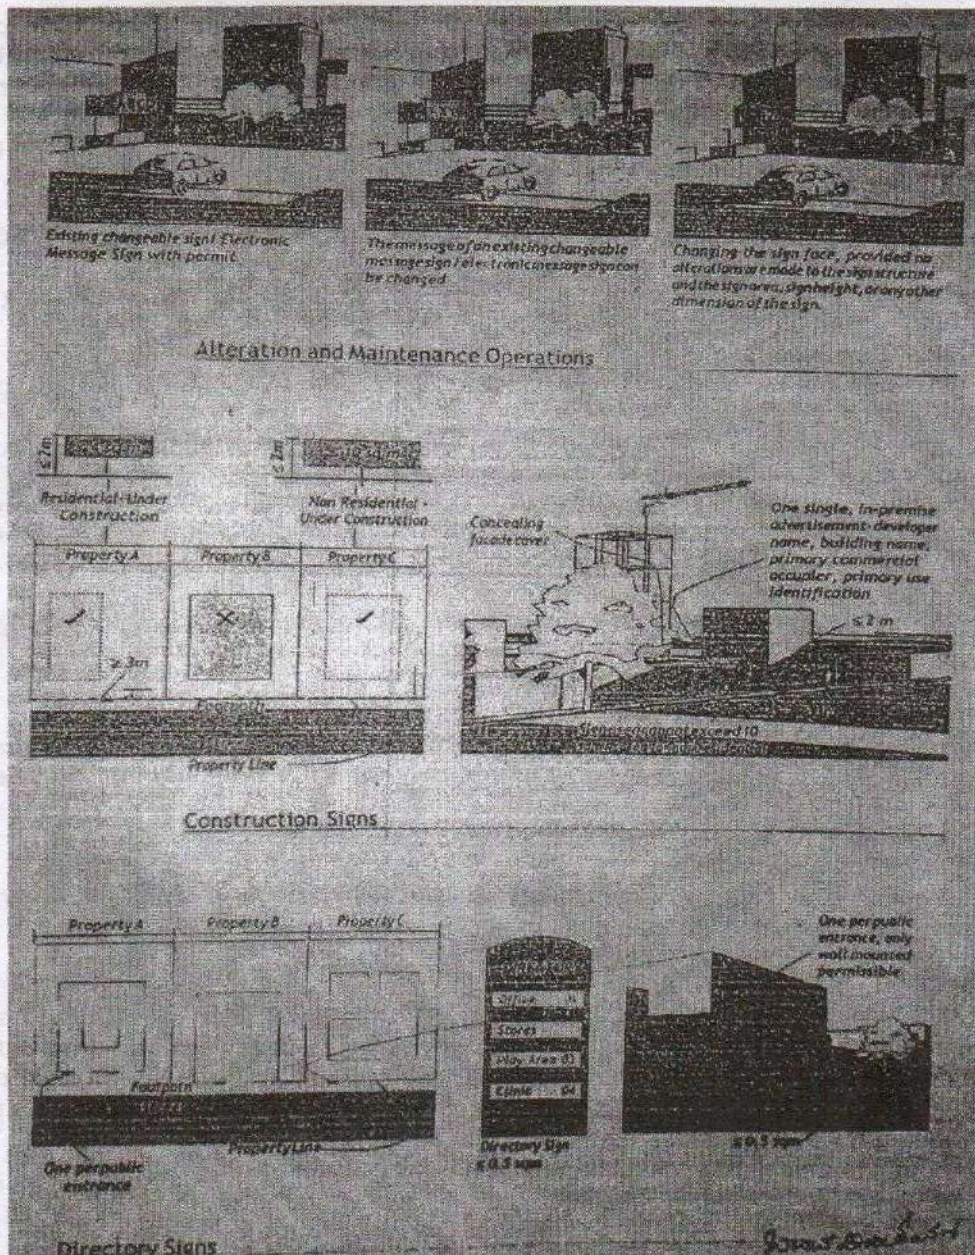 Existing changeable sign/ Electronic
Message Sign with permit.
The message of an existing changeable
message sign / electronic message sign can
be changed
Changing the sign face, provided no
alteration are made to the sign structure
and the sign area, sign height, or any other
dimension of the sign.
Alteration and Maintenance Operations
≤ 2m
≤ 2m
Residential-Under
Construction
Non Residential -
Under Construction
Property A
Property B
Property C
≥ 3m
Property Line
Concealing
facade cover
One single, in-premise
advertisement-developer
name, building name,
primary commercial
occupier, primary use
identification
≤ 2 m
exceed 10
Construction Signs
Property A
Property B
Property C
Footpath
Property Line
One per public
entrance
Office
Stores
Play Area 03
Clinic 04
Directory Sign
≤ 0.5 sqm
One per public
entrance, only
wall mounted
permissible
≤ 0.5 sqm
Directory Signs